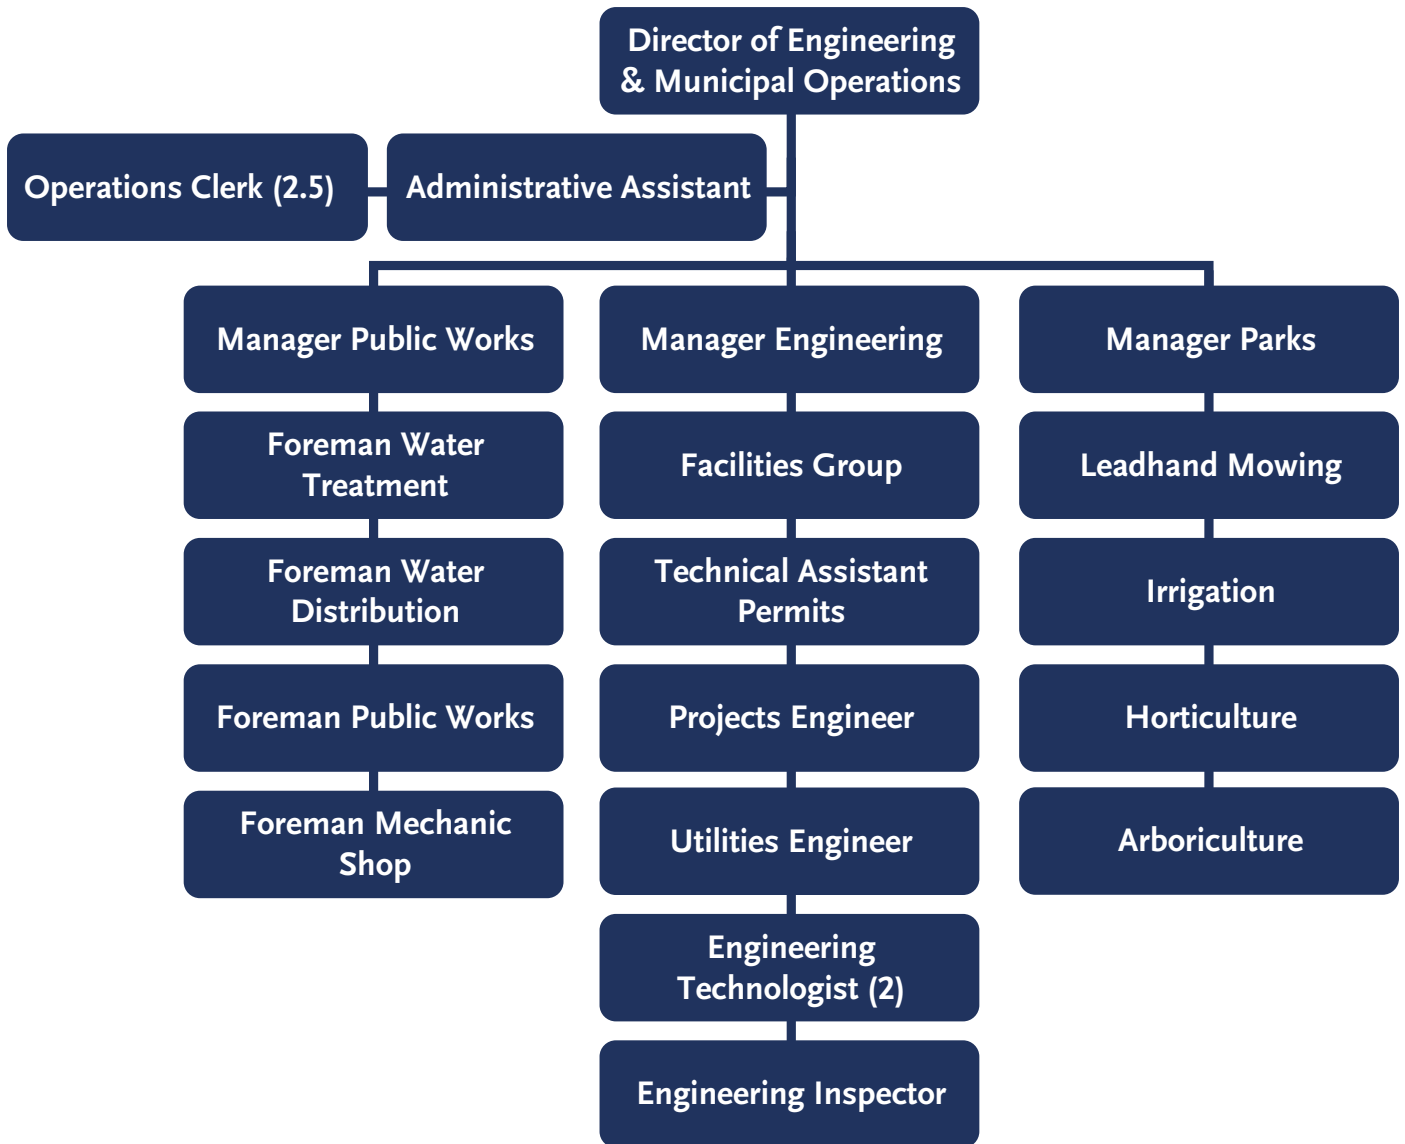 Director of Engineering
& Municipal Operations
Operations Clerk (2.5)
Administrative Assistant
Manager Public Works
Foreman Water
Treatment
Foreman Water
Distribution
Foreman Public Works
Foreman Mechanic
Shop
Manager Engineering
Facilities Group
Technical Assistant
Permits
Projects Engineer
Utilities Engineer
Engineering
Technologist (2)
Engineering Inspector
Manager Parks
Leadhand Mowing
Irrigation
Horticulture
Arboriculture